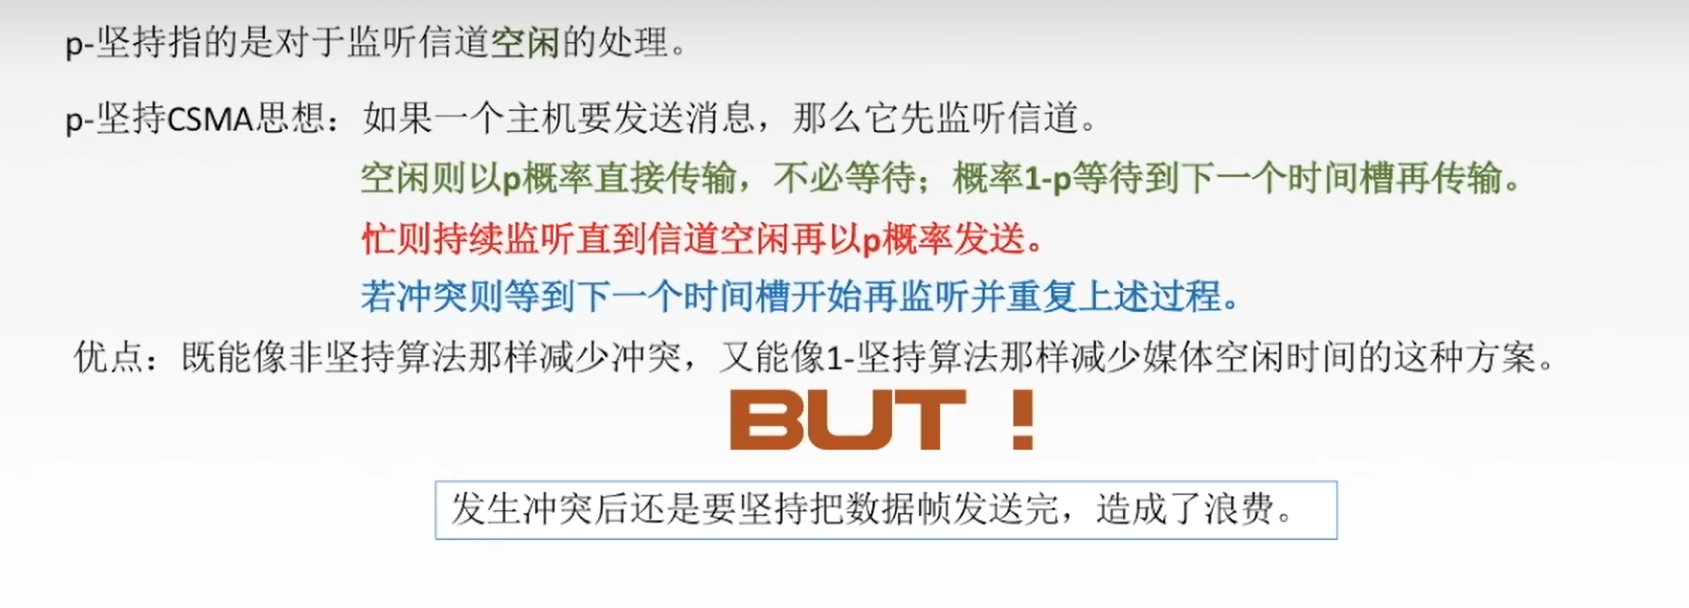 p-坚持指的是对于监听信道空闲的处理。
p-坚持CSMA思想：如果一个主机要发送消息，那么它先监听信道。
空闲则以p概率直接传输，不必等待；概率1-p等待到下一个时间槽再传输。
忙则持续监听直到信道空闲再以p概率发送。
若冲突则等到下一个时间槽开始再监听并重复上述过程。
优点：既能像非坚持算法那样减少冲突，又能像1-坚持算法那样减少媒体空闲时间的这种方案。
BUT！
发生冲突后还是要坚持把数据帧发送完，造成了浪费。